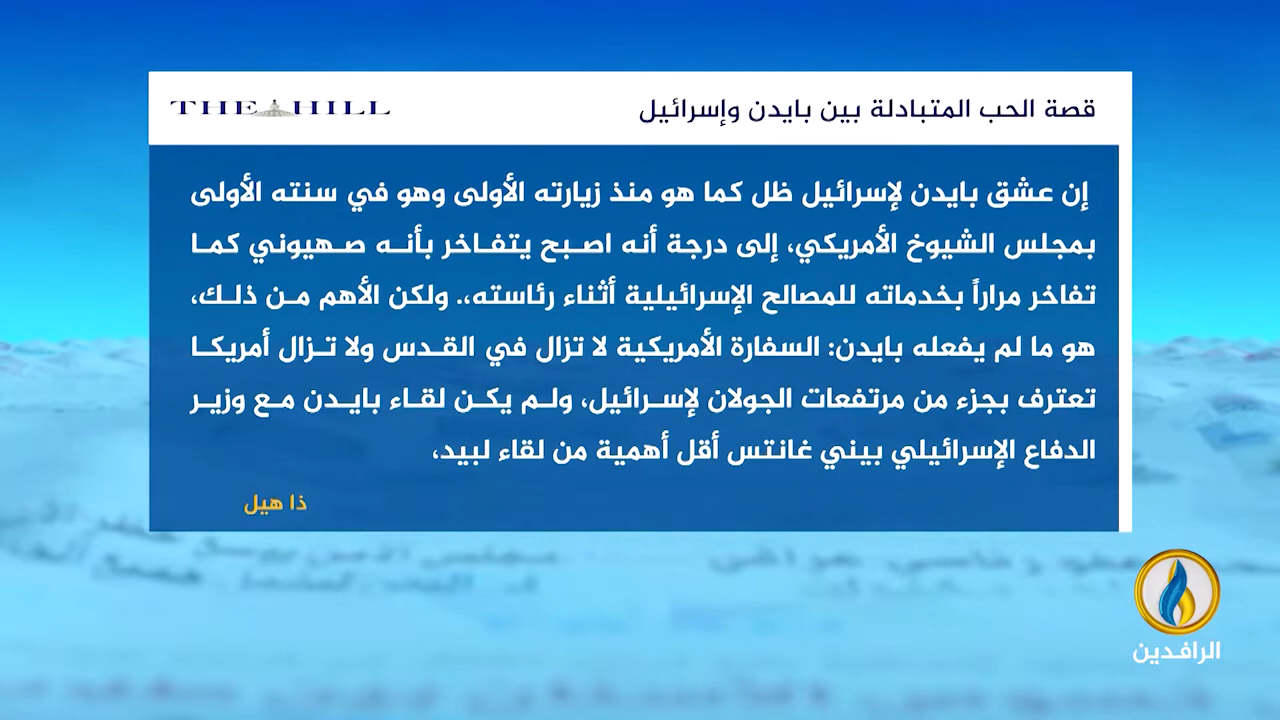 THE HILL
قصة الحب المتبادلة بين بايدن وإسرائيل
إن عشق بايدن لإسرائيل ظل كما هو منذ زيارته الأولى وهو في سنته الأولى
بمجلس الشيوخ الأمريكي، إلى درجة أنه اصبح يتفاخر بأنه صهيوني كما
تفاخر مراراً بخدماته للمصالح الإسرائيلية أثناء رئاسته،. ولكن الأهم من ذلك،
هو ما لم يفعله بايدن: السفارة الأمريكية لا تزال في القدس ولا تزال أمريكا
تعترف بجزء من مرتفعات الجولان لإسرائيل، ولم يكن لقاء بايدن مع وزير
الدفاع الإسرائيلي بيني غانتس أقل أهمية من لقاء لبيد،
ذا هيل
الرافدين